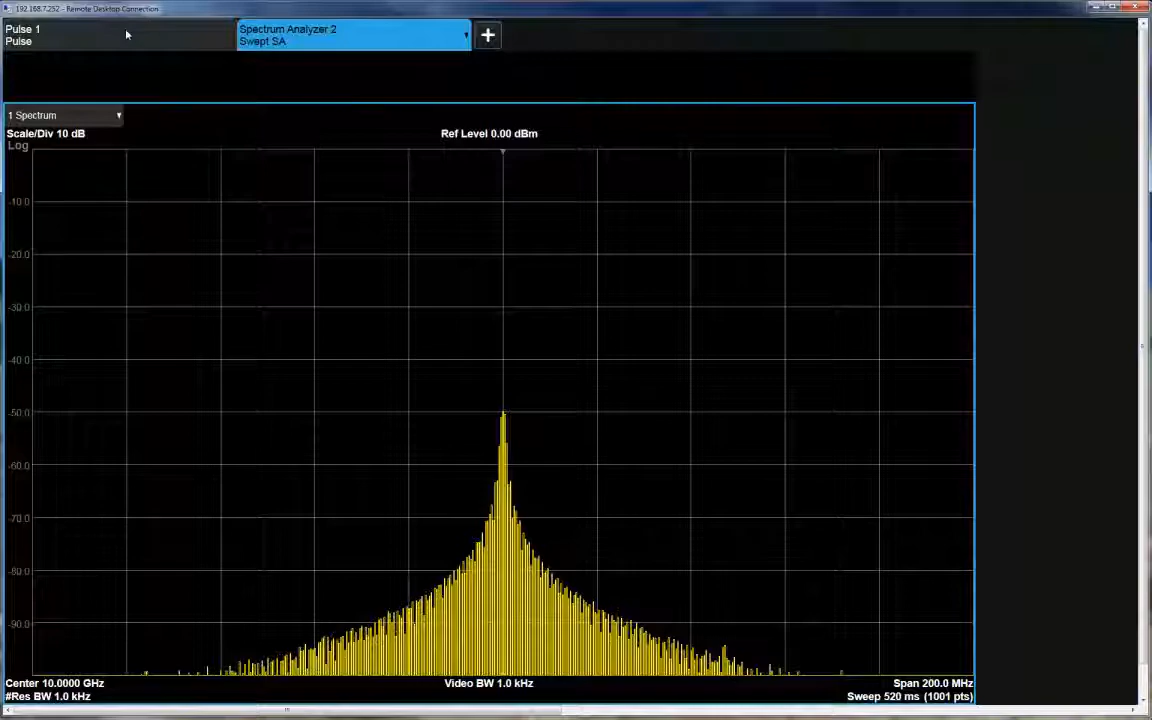 192.168.7.252 - Remote Desktop Connection
Pulse 1
Pulse
Spectrum Analyzer 2
Swept SA
+
1 Spectrum
Scale/Div 10 dB
Ref Level 0.00 dBm
Log
-10.0
-20.0
-30.0
-40.0
-50.0
-60.0
-70.0
-80.0
-90.0
Center 10.0000 GHz
Video BW 1.0 kHz
Span 200.0 MHz
#Res BW 1.0 kHz
Sweep 520 ms (1001 pts)